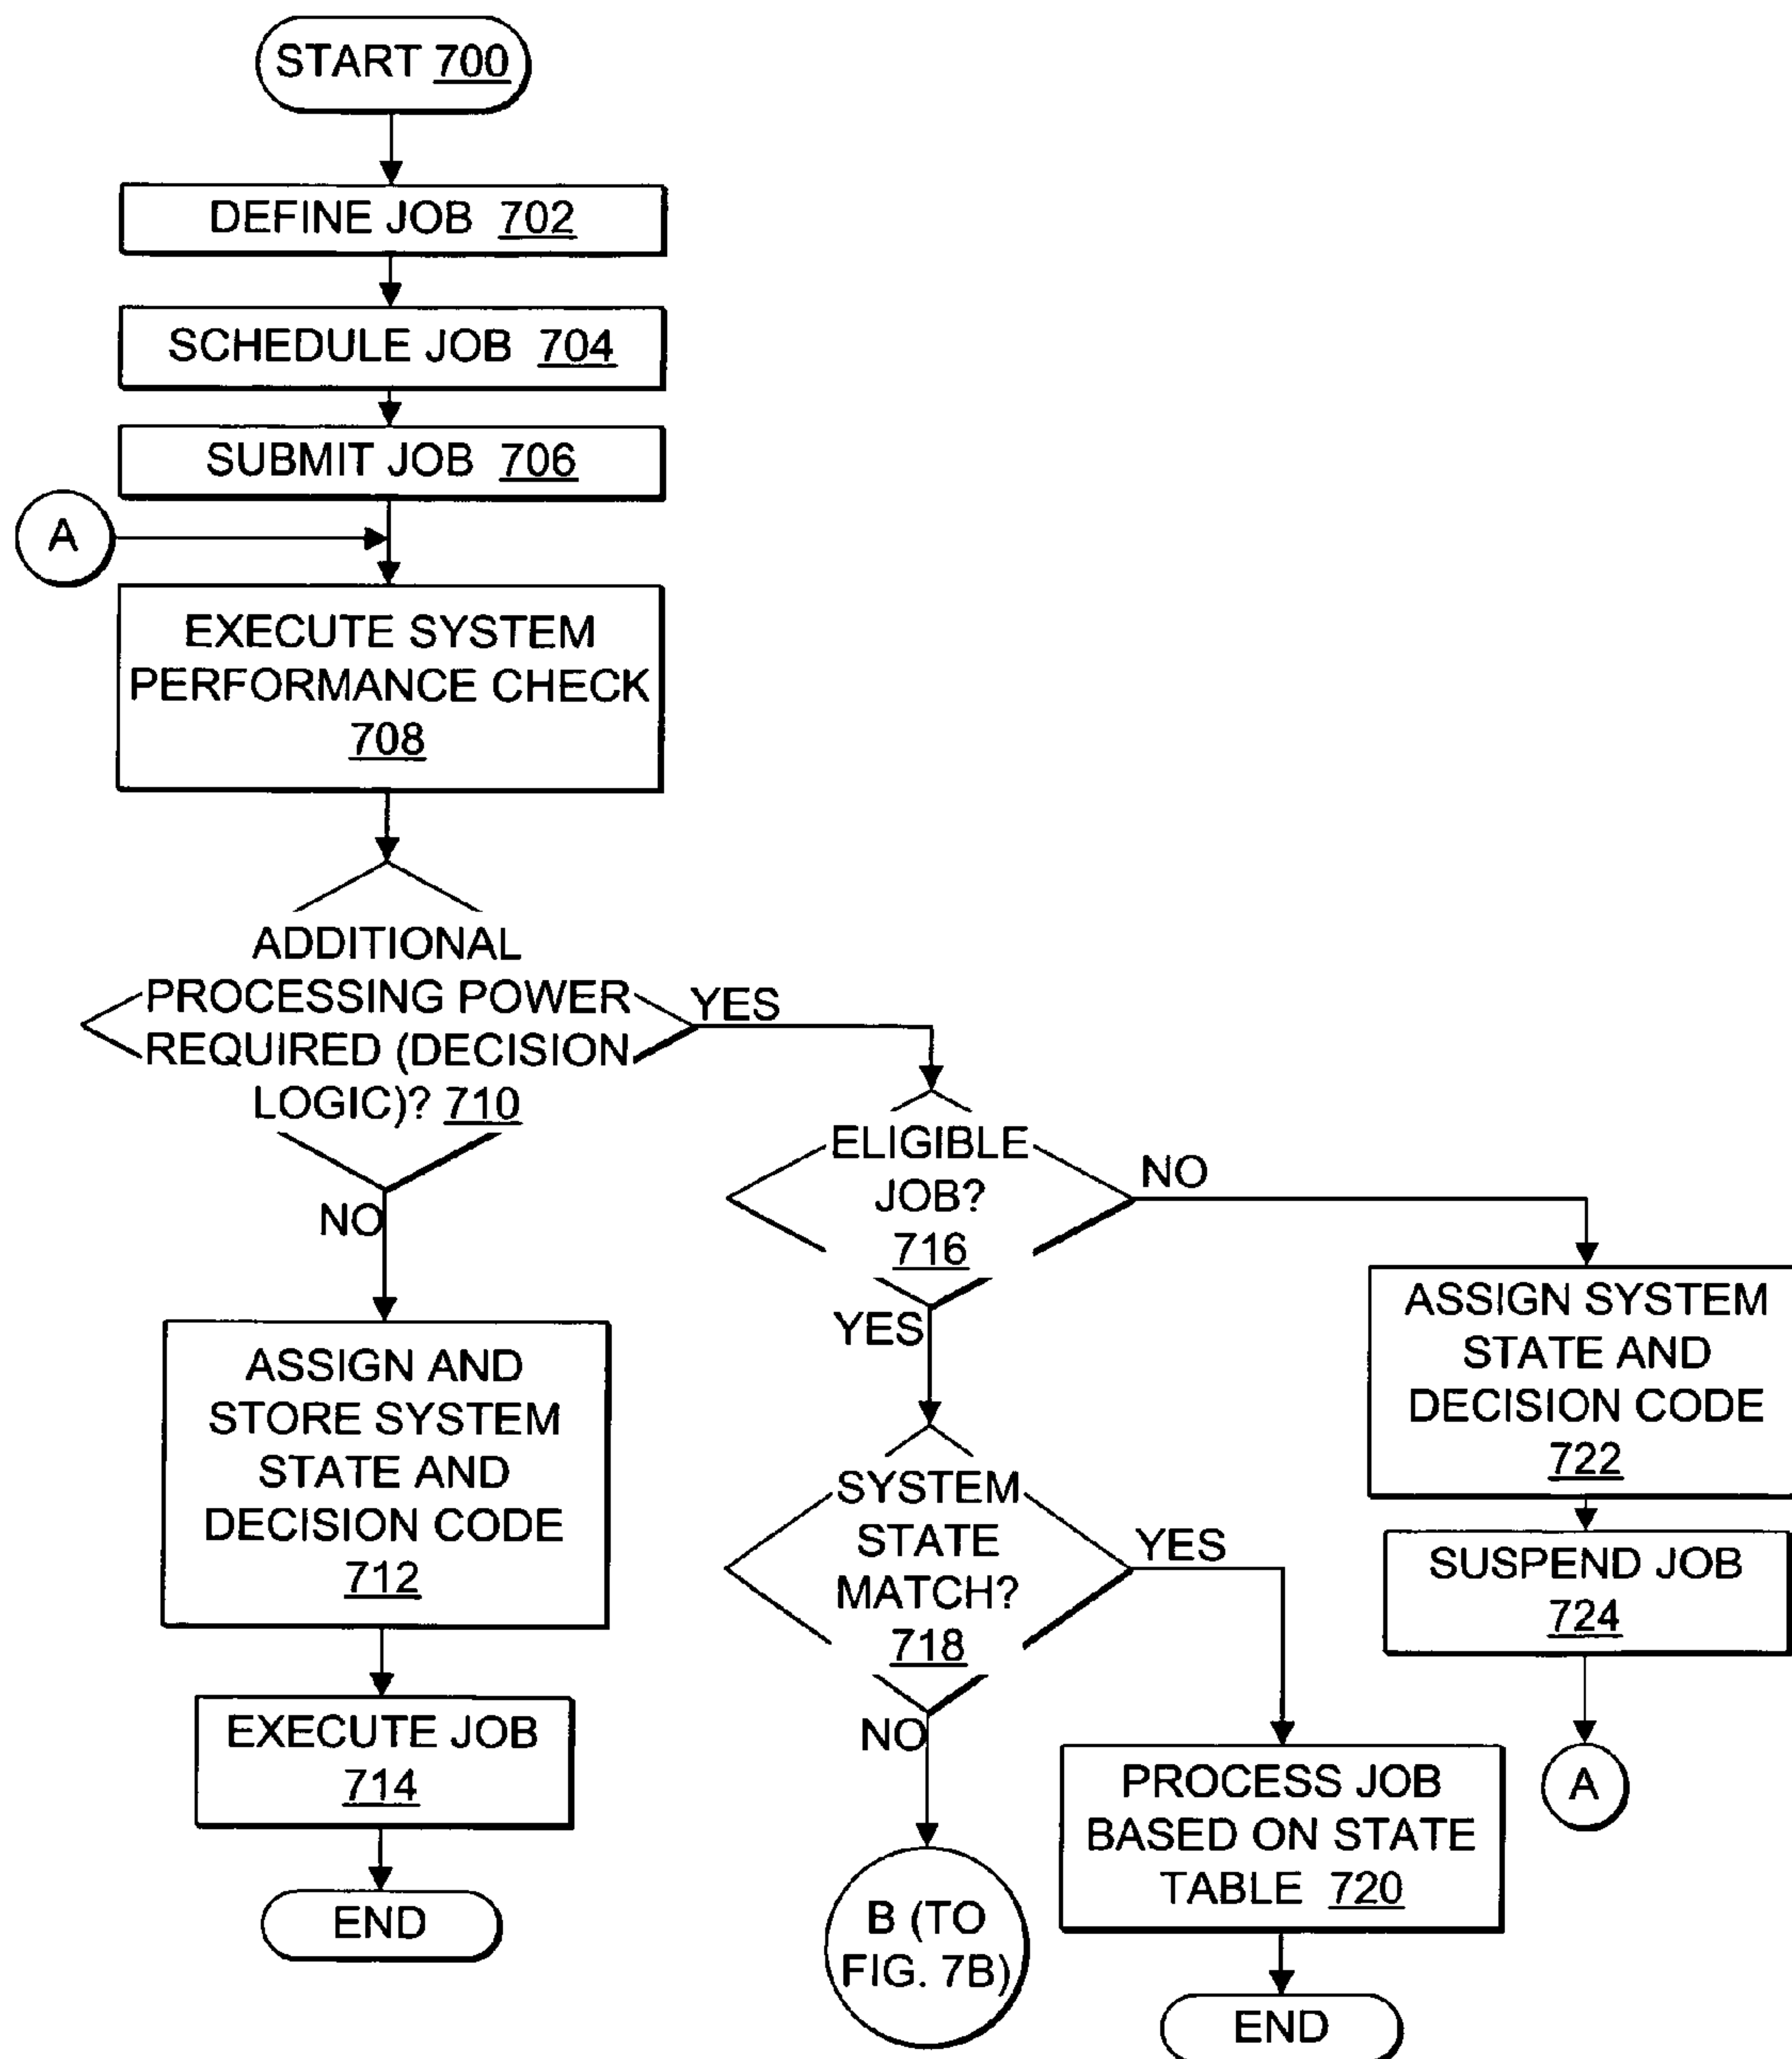 START 700
DEFINE JOB 702
SCHEDULE JOB 704
SUBMIT JOB 706
A
EXECUTE SYSTEM
PERFORMANCE CHECK
708
ADDITIONAL
PROCESSING POWER
REQUIRED (DECISION
LOGIC)? 710
YES
NO
ASSIGN AND
STORE SYSTEM
STATE AND
DECISION CODE
712
EXECUTE JOB
714
END
ELIGIBLE
JOB?
716
NO
YES
SYSTEM
STATE
MATCH?
718
YES
NO
B (TO
FIG. 7B)
PROCESS JOB
BASED ON STATE
TABLE 720
END
ASSIGN SYSTEM
STATE AND
DECISION CODE
722
SUSPEND JOB
724
A